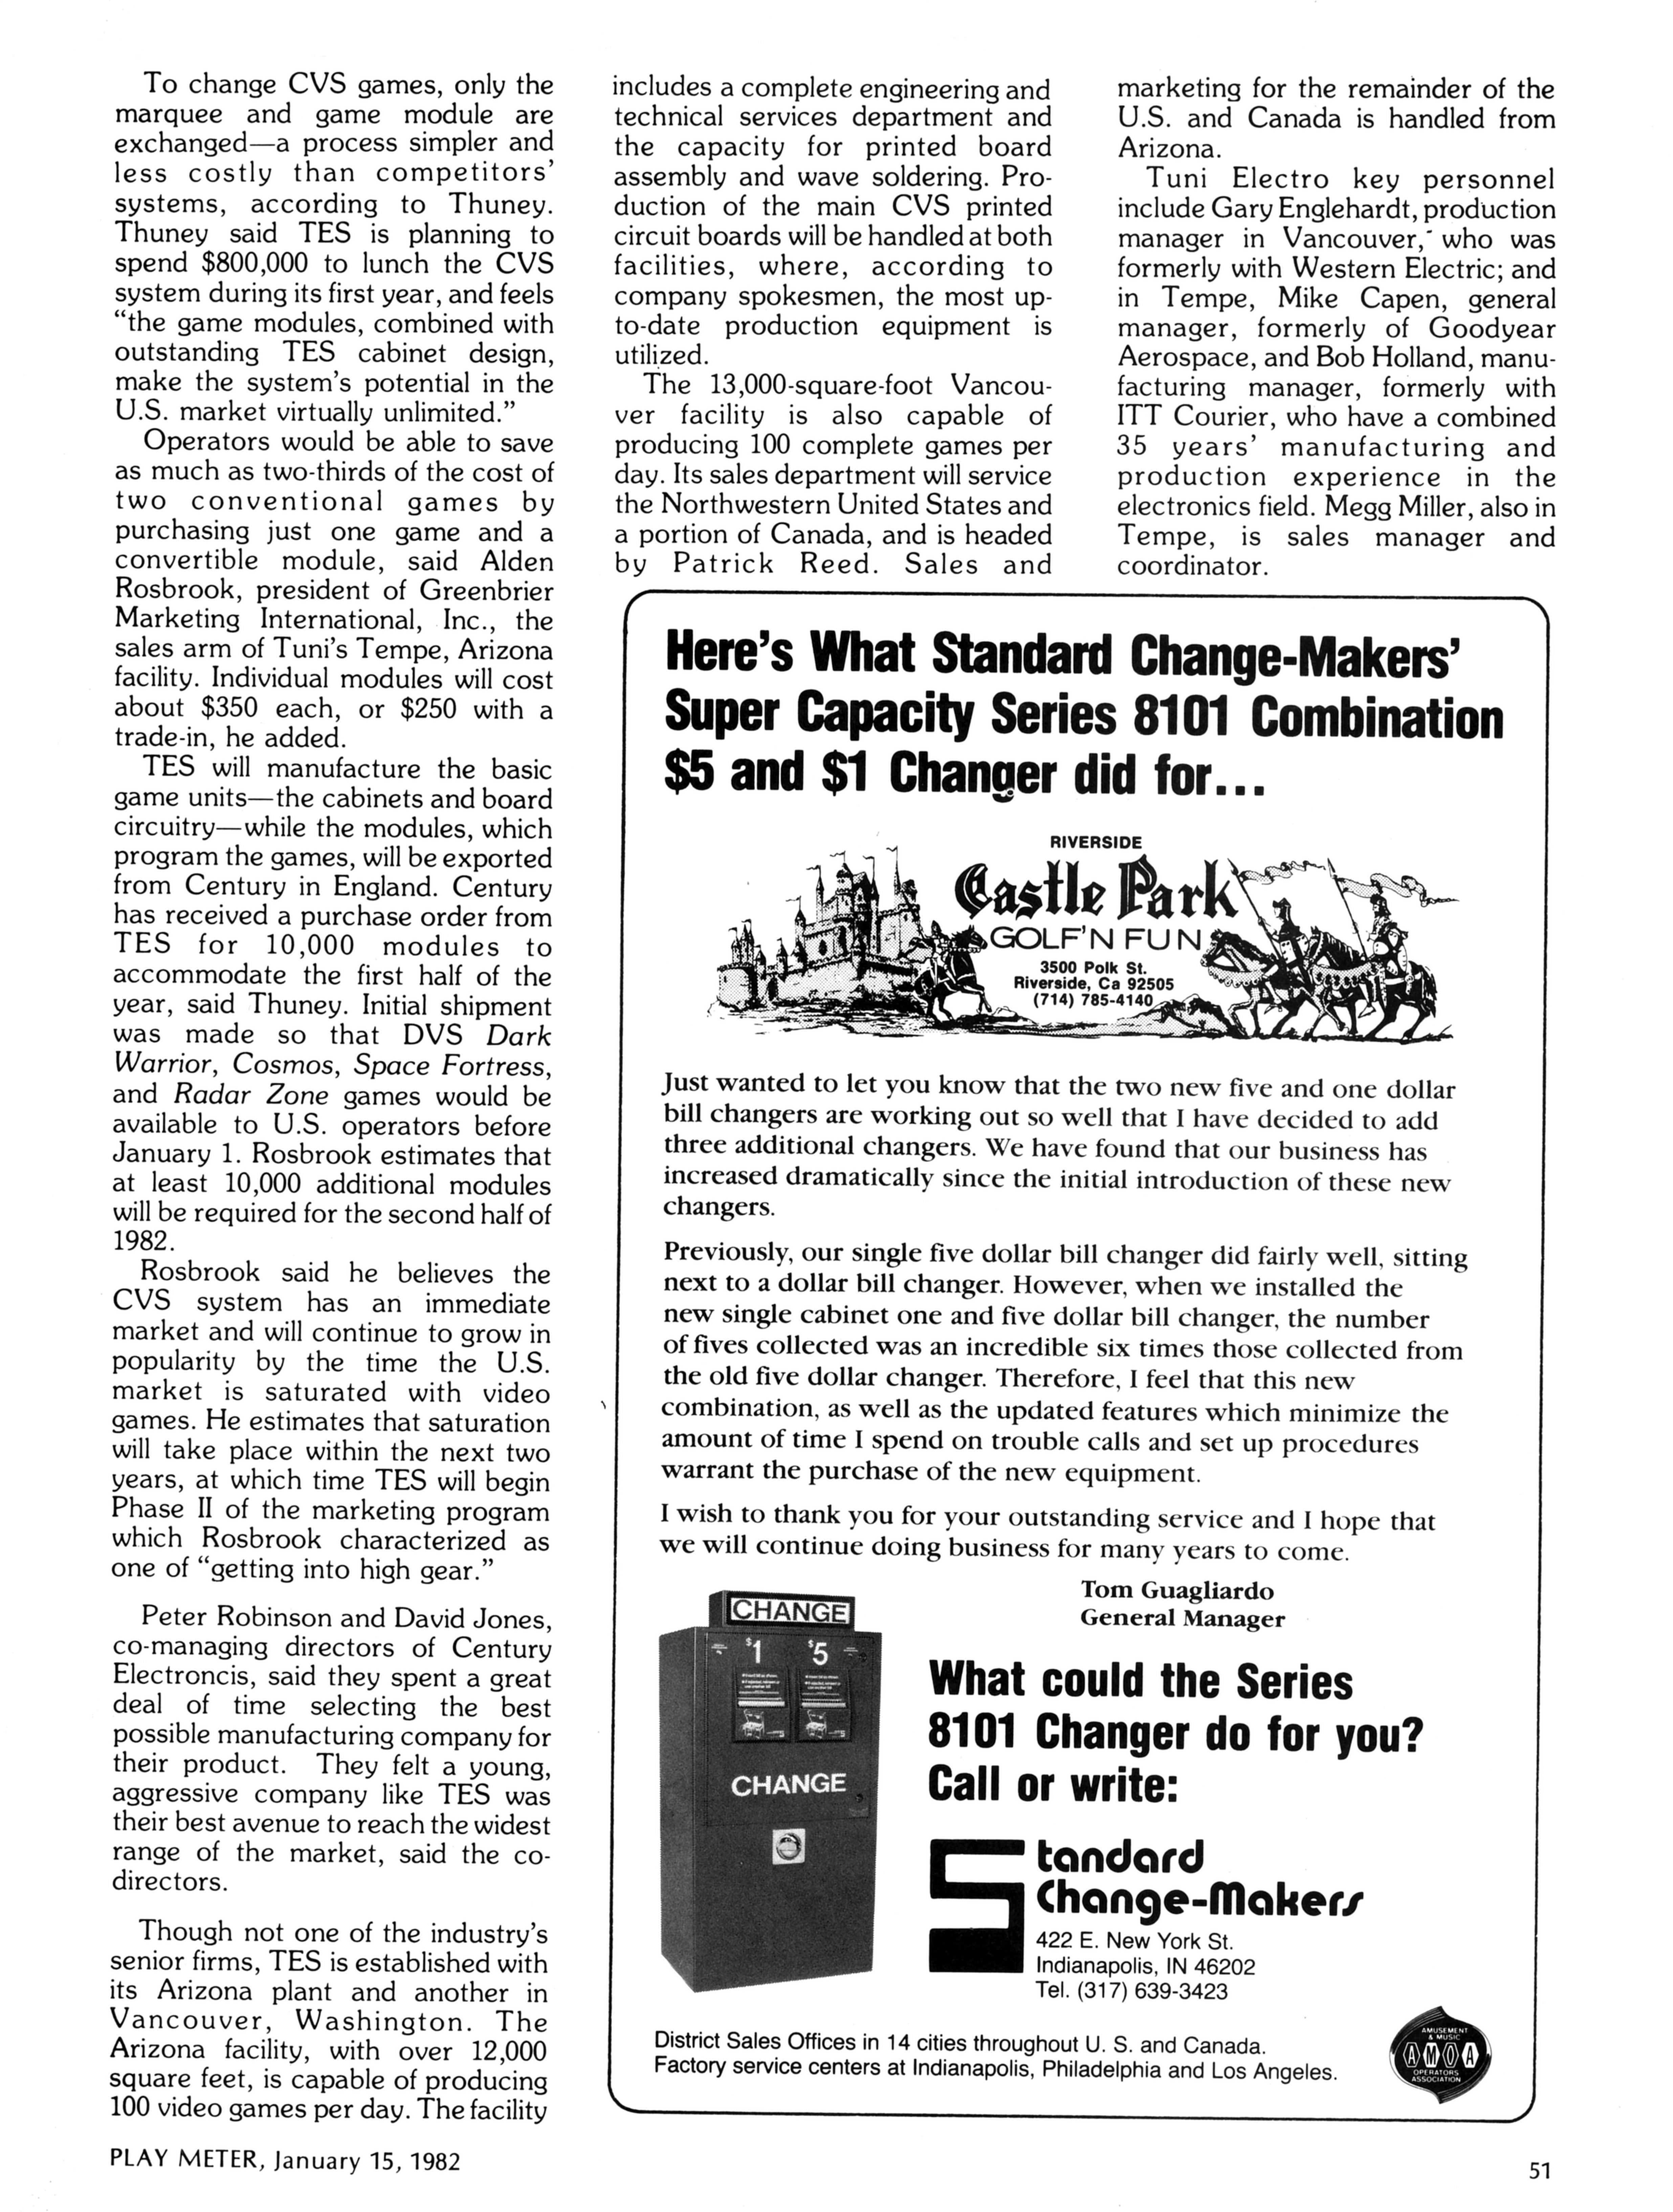 To change CVS games, only the
marquee and game module are
exchanged—a process simpler and
less costly than competitors'
systems, according to Thuney.
Thuney said TES is planning to
spend $800,000 to lunch the CVS
system during its first year, and feels
“the game modules, combined with
outstanding TES cabinet design,
make the system's potential in the
U.S. market virtually unlimited.”
Operators would be able to save
as much as two-thirds of the cost of
two conventional games by
purchasing just one game and a
convertible module, said Alden
Rosbrook, president of Greenbrier
Marketing International, Inc., the
sales arm of Tuni's Tempe, Arizona
facility. Individual modules will cost
about $350 each, or $250 with a
trade-in, he added.
TES will manufacture the basic
game units—the cabinets and board
circuitry—while the modules, which
program the games, will be exported
from Century in England. Century
has received a purchase order from
TES for 10,000 modules to
accommodate the first half of the
year, said Thuney. Initial shipment
was made so that DVS Dark
Warrior, Cosmos, Space Fortress,
and Radar Zone games would be
available to U.S. operators before
January 1. Rosbrook estimates that
at least 10,000 additional modules
will be required for the second half of
1982.
Rosbrook said he believes the
CVS system has an immediate
market and will continue to grow in
popularity by the time the U.S.
market is saturated with video
games. He estimates that saturation
will take place within the next two
years, at which time TES will begin
Phase II of the marketing program
which Rosbrook characterized as
one of “getting into high gear.”
Peter Robinson and David Jones,
co-managing directors of Century
Electroncis, said they spent a great
deal of time selecting the best
possible manufacturing company for
their product. They felt a young,
aggressive company like TES was
their best avenue to reach the widest
range of the market, said the co-
directors.
Though not one of the industry's
senior firms, TES is established with
its Arizona plant and another in
Vancouver, Washington. The
Arizona facility, with over 12,000
square feet, is capable of producing
100 video games per day. The facility
includes a complete engineering and
technical services department and
the capacity for printed board
assembly and wave soldering. Pro-
duction of the main CVS printed
circuit boards will be handled at both
facilities, where, according to
company spokesmen, the most up-
to-date production equipment is
utilized.
The 13,000-square-foot Vancou-
ver facility is also capable of
producing 100 complete games per
day. Its sales department will service
the Northwestern United States and
a portion of Canada, and is headed
by Patrick Reed. Sales and
marketing for the remainder of the
U.S. and Canada is handled from
Arizona.
Tuni Electro key personnel
include Gary Englehardt, production
manager in Vancouver, who was
formerly with Western Electric; and
in Tempe, Mike Capen, general
manager, formerly of Goodyear
Aerospace, and Bob Holland, manu-
facturing manager, formerly with
ITT Courier, who have a combined
35 years' manufacturing and
production experience in the
electronics field. Megg Miller, also in
Tempe, is sales manager and
coordinator.
Here's What Standard Change-Makers'
Super Capacity Series 8101 Combination
$5 and $1 Changer did for...
RIVERSIDE
Castle Park
GOLF'N FUN
3500 Polk St.
Riverside, Ca 92505
(714) 785-4140
Just wanted to let you know that the two new five and one dollar
bill changers are working out so well that I have decided to add
three additional changers. We have found that our business has
increased dramatically since the initial introduction of these new
changers.
Previously, our single five dollar bill changer did fairly well, sitting
next to a dollar bill changer. However, when we installed the
new single cabinet one and five dollar bill changer, the number
of fives collected was an incredible six times those collected from
the old five dollar changer. Therefore, I feel that this new
combination, as well as the updated features which minimize the
amount of time I spend on trouble calls and set up procedures
warrant the purchase of the new equipment.
I wish to thank you for your outstanding service and I hope that
we will continue doing business for many years to come.
Tom Guagliardo
General Manager
CHANGE
$1 $5
CHANGE
What could the Series
8101 Changer do for you?
Call or write:
Standard
Change-Makers
422 E. New York St.
Indianapolis, IN 46202
Tel. (317) 639-3423
District Sales Offices in 14 cities throughout U. S. and Canada.
Factory service centers at Indianapolis, Philadelphia and Los Angeles.
AMUSEMENT
& MUSIC
AMOA
OPERATORS
ASSOCIATION
PLAY METER, January 15, 1982
51